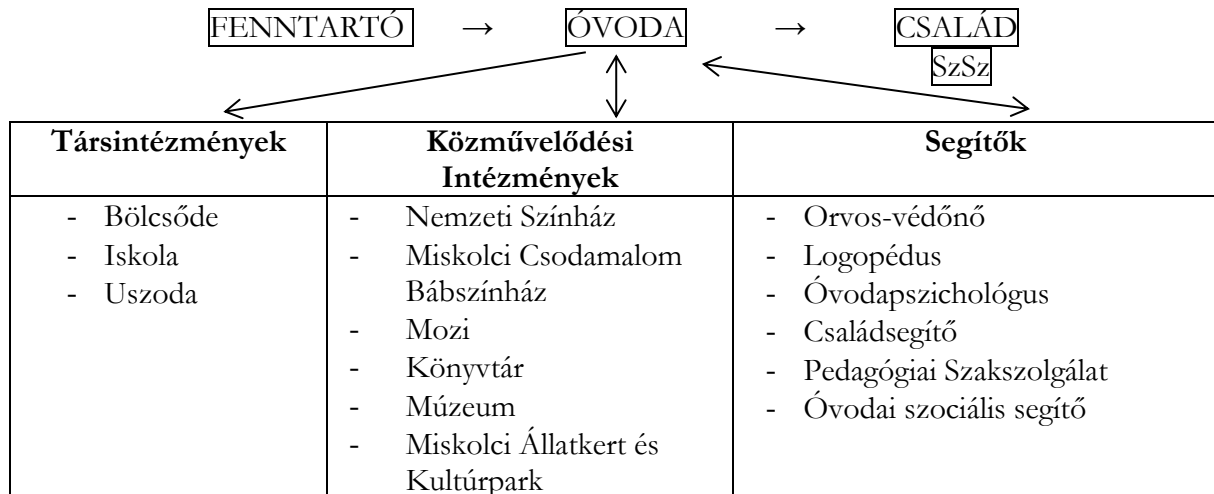 FENNTARTÓ → ÓVODA → CSALÁD
SzSz
Társintézmények
Közművelődési
Intézmények
Segítők
- Bölcsőde
- Iskola
- Uszoda
- Nemzeti Színház
- Miskolci Csodamalom
Bábszínház
- Mozi
- Könyvtár
- Múzeum
- Miskolci Állatkert és
Kultúrpark
- Orvos-védőnő
- Logopédus
- Óvodapszichológus
- Családsegítő
- Pedagógiai Szakszolgálat
- Óvodai szociális segítő